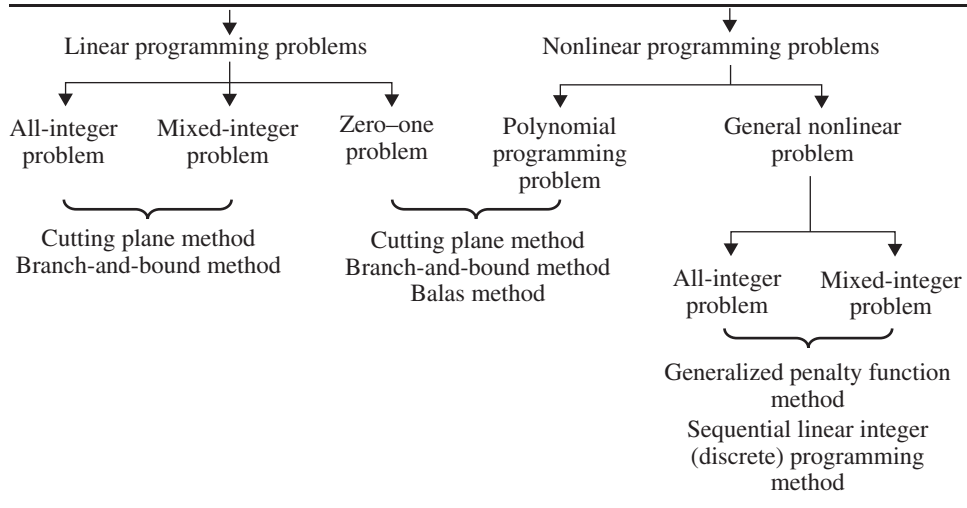 Linear programming problems
Nonlinear programming problems
All-integer
problem
Mixed-integer
problem
Zero–one
problem
Polynomial
programming
problem
General nonlinear
problem
Cutting plane method
Branch-and-bound method
Cutting plane method
Branch-and-bound method
Balas method
All-integer
problem
Mixed-integer
problem
Generalized penalty function
method
Sequential linear integer
(discrete) programming
method